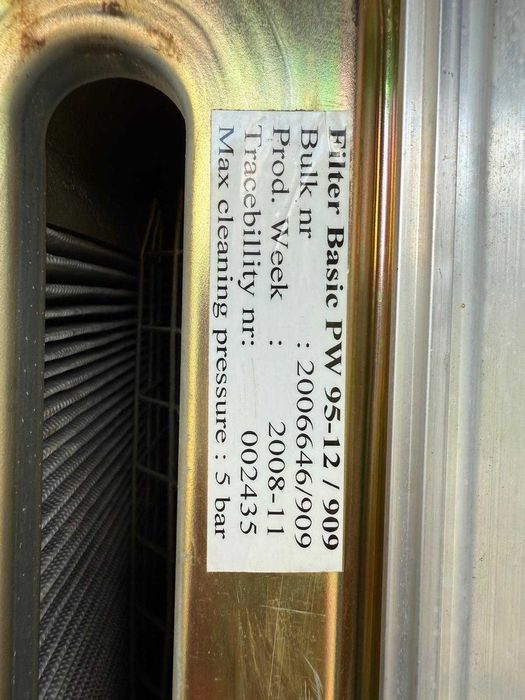 Filter Basic PW 95-12 / 909
Bulk nr : 2006646/909
Prod. Week : 2008-11
Tracebillity nr: 002435
Max cleaning pressure : 5 bar